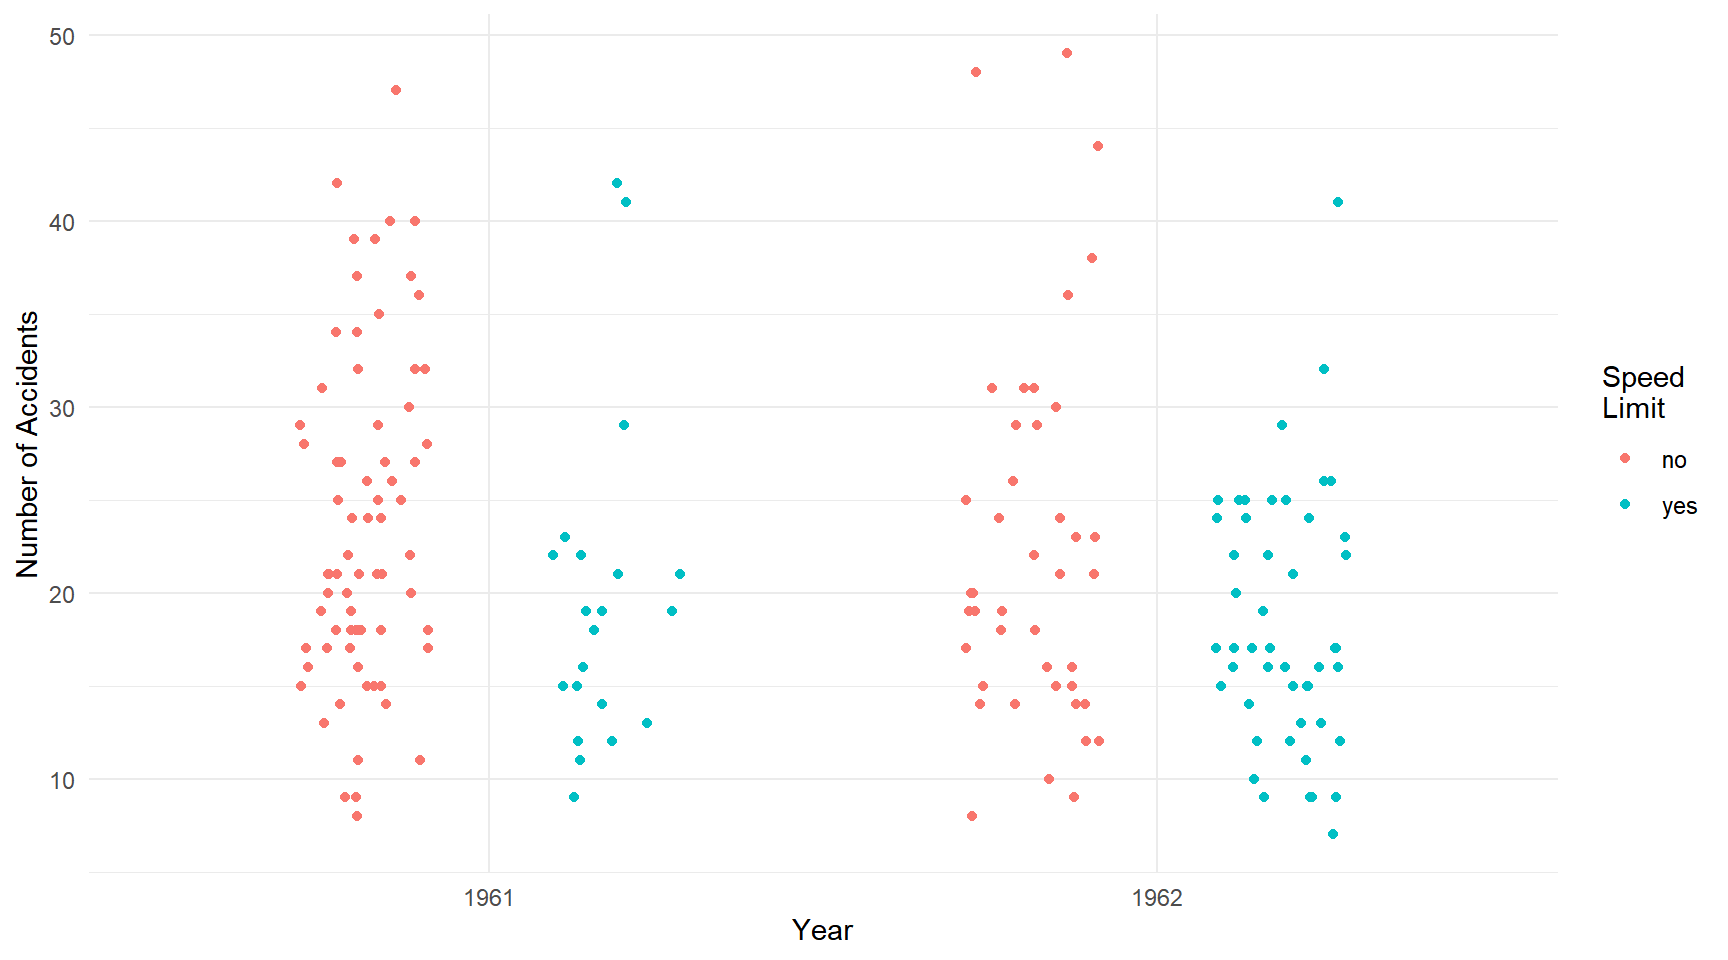 50
40
30
20
10
Number of Accidents
1961
1962
Year
Speed
Limit
no
yes